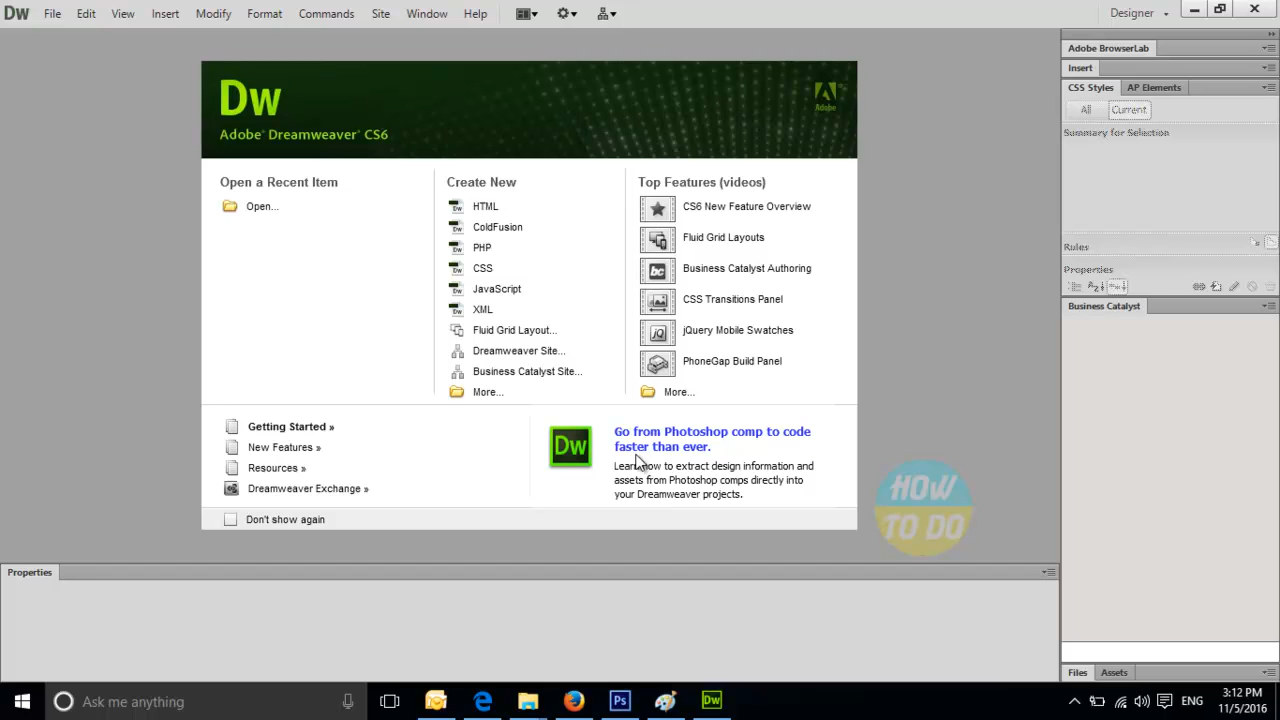 Dw File Edit View Insert Modify Format Commands Site Window Help Designer
Dw
Adobe® Dreamweaver® CS6
Adobe®
Open a Recent Item
Open...
Create New
HTML
ColdFusion
PHP
CSS
JavaScript
XML
Fluid Grid Layout...
Dreamweaver Site...
Business Catalyst Site...
More...
Top Features (videos)
CS6 New Feature Overview
Fluid Grid Layouts
bc
Business Catalyst Authoring
CSS Transitions Panel
jQ
jQuery Mobile Swatches
PhoneGap Build Panel
More...
Getting Started »
New Features »
Resources »
Dreamweaver Exchange »
Dw
Go from Photoshop comp to code
faster than ever.
Learn how to extract design information and
assets from Photoshop comps directly into
your Dreamweaver projects.
Don't show again
HOW
TO DO
Adobe BrowserLab
Insert
CSS Styles AP Elements
All Current
Summary for Selection
Rules
Properties
Business Catalyst
Files Assets
Properties
Ask me anything
Ps
Dw
ENG
3:12 PM
11/5/2016